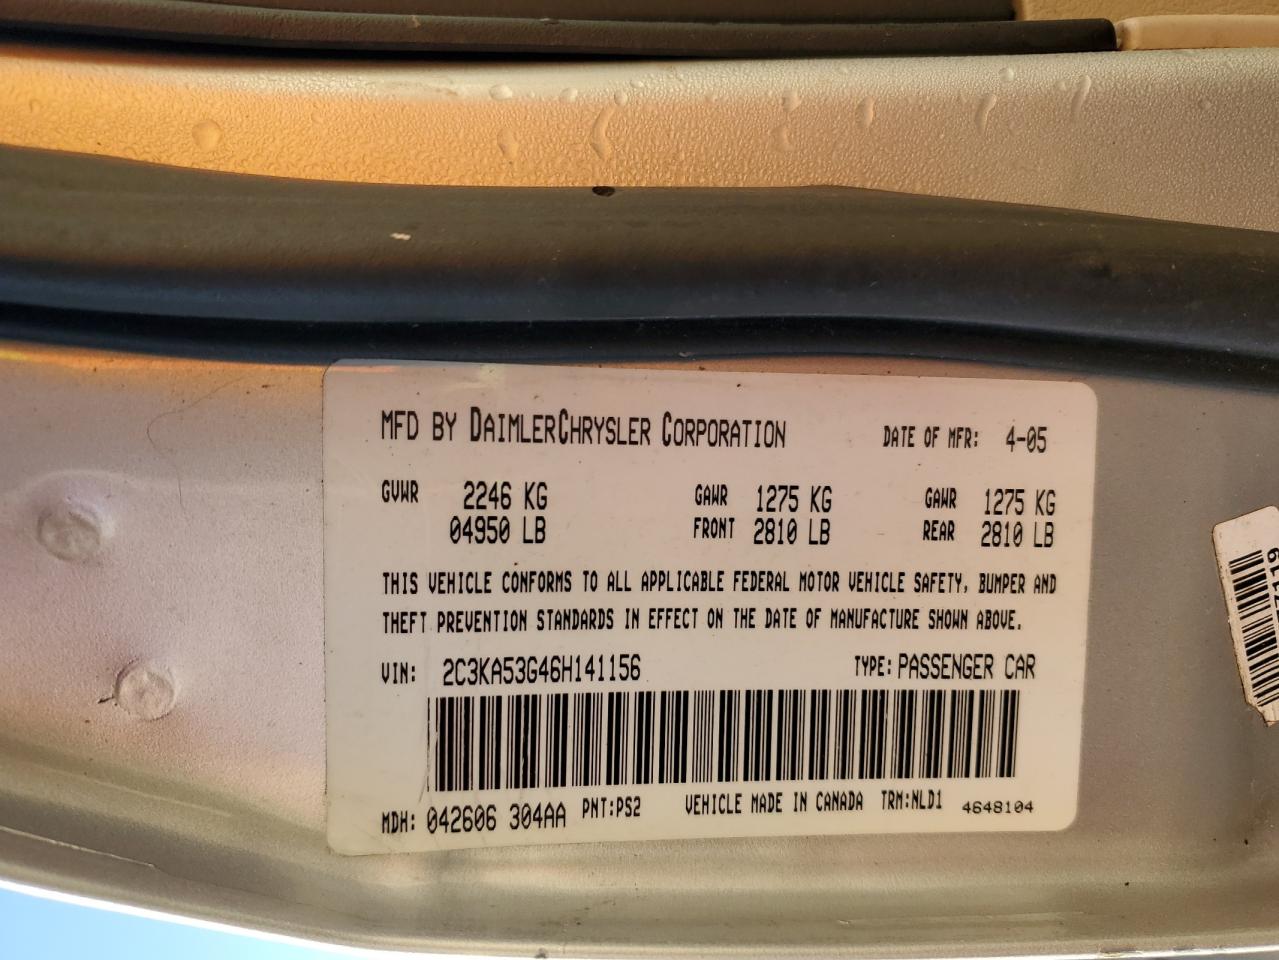 MFD BY DAIMLERCHRYSLER CORPORATION DATE OF MFR: 4-05
GVWR 2246 KG GAWR 1275 KG GAWR 1275 KG
04950 LB FRONT 2810 LB REAR 2810 LB
THIS VEHICLE CONFORMS TO ALL APPLICABLE FEDERAL MOTOR VEHICLE SAFETY, BUMPER AND
THEFT PREVENTION STANDARDS IN EFFECT ON THE DATE OF MANUFACTURE SHOWN ABOVE.
VIN: 2C3KA53G46H141156 TYPE: PASSENGER CAR
MDH: 042606 304AA PNT:PS2 VEHICLE MADE IN CANADA TRM:NLD1 4648104